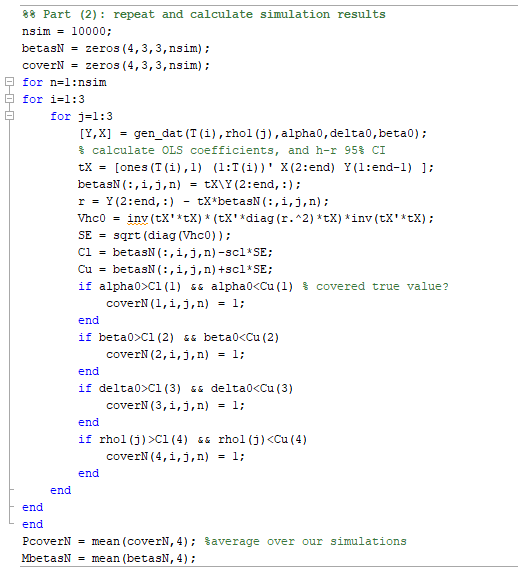 %% Part (2): repeat and calculate simulation results
nsim = 10000;
betasN = zeros(4,3,3,nsim);
coverN = zeros(4,3,3,nsim);
for n=1:nsim
for i=1:3
    for j=1:3
        [Y,X] = gen_dat(T(i),rho1(j),alpha0,delta0,beta0);
        % calculate OLS coefficients, and h-r 95% CI
        tX = [ones(T(i),1) (1:T(i))' X(2:end) Y(1:end-1) ];
        betasN(:,i,j,n) = tX\Y(2:end,:);
        r = Y(2:end,:) - tX*betasN(:,i,j,n);
        Vhc0 = inv(tX'*tX)*(tX'*diag(r.^2)*tX)*inv(tX'*tX);
        SE = sqrt(diag(Vhc0));
        Cl = betasN(:,i,j,n)-scl*SE;
        Cu = betasN(:,i,j,n)+scl*SE;
        if alpha0>Cl(1) && alpha0<Cu(1) % covered true value?
            coverN(1,i,j,n) = 1;
        end
        if beta0>Cl(2) && beta0<Cu(2)
            coverN(2,i,j,n) = 1;
        end
        if delta0>Cl(3) && delta0<Cu(3)
            coverN(3,i,j,n) = 1;
        end
        if rho1(j)>Cl(4) && rho1(j)<Cu(4)
            coverN(4,i,j,n) = 1;
        end
    end
end
end
PcoverN = mean(coverN,4); %average over our simulations
MbetasN = mean(betasN,4);